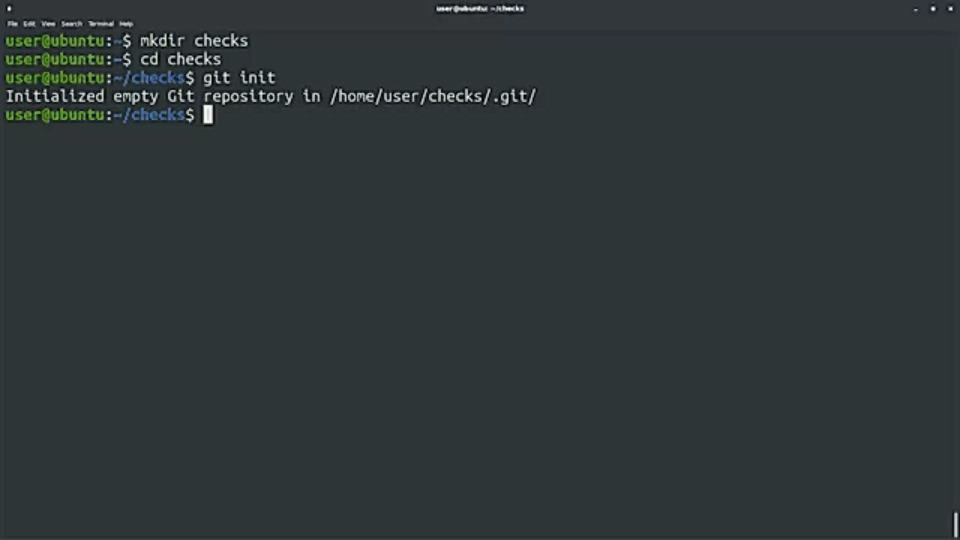 user@ubuntu: ~/checks
File Edit View Search Terminal Help
user@ubuntu:~$ mkdir checks
user@ubuntu:~$ cd checks
user@ubuntu:~/checks$ git init
Initialized empty Git repository in /home/user/checks/.git/
user@ubuntu:~/checks$